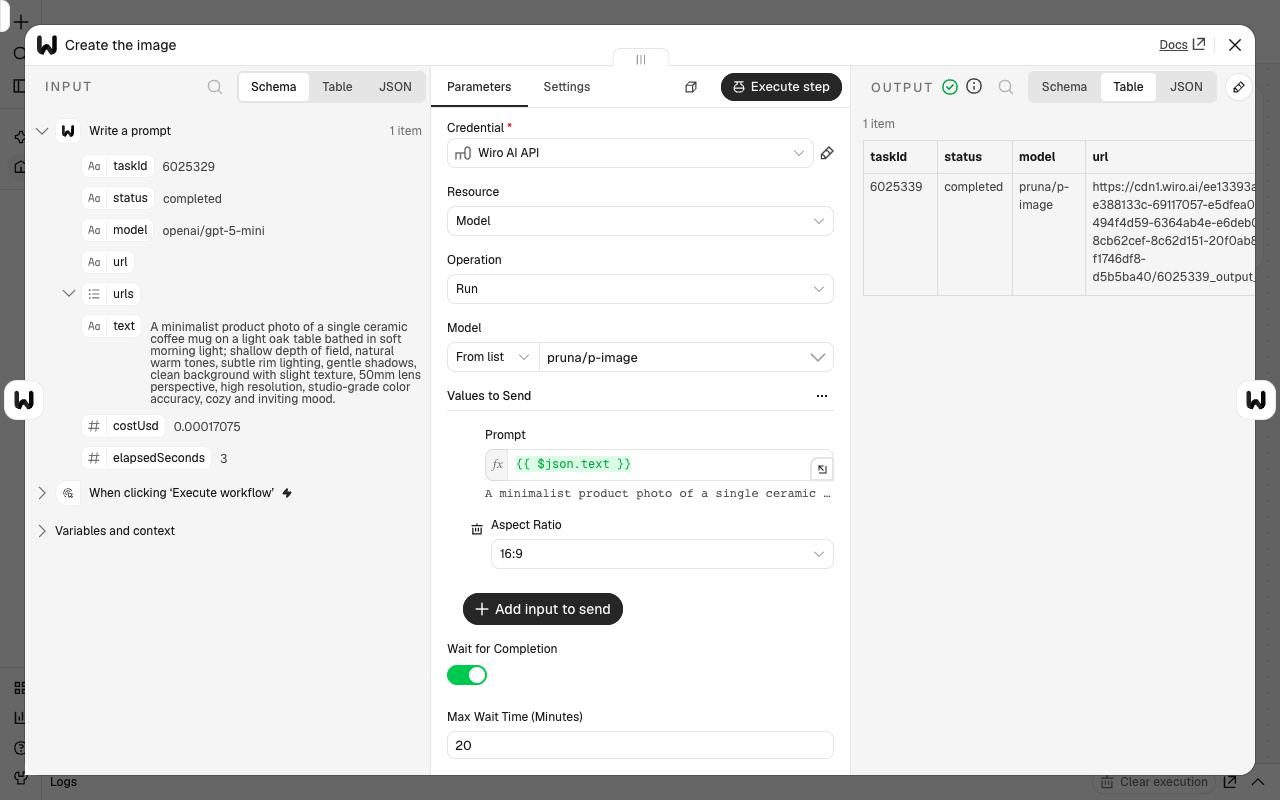 Create the image
Docs
INPUT
Schema
Table
JSON
Write a prompt
1 item
Aa taskId 6025329
Aa status completed
Aa model openai/gpt-5-mini
Aa url
urls
Aa text
A minimalist product photo of a single ceramic
coffee mug on a light oak table bathed in soft
morning light; shallow depth of field, natural
warm tones, subtle rim lighting, gentle shadows,
clean background with slight texture, 50mm lens
perspective, high resolution, studio-grade color
accuracy, cozy and inviting mood.
# costUsd 0.00017075
# elapsedSeconds 3
When clicking ‘Execute workflow’
Variables and context
Parameters
Settings
Execute step
Credential *
Wiro AI API
Resource
Model
Operation
Run
Model
From list
pruna/p-image
Values to Send
Prompt
fx {{ $json.text }}
A minimalist product photo of a single ceramic …
Aspect Ratio
16:9
Add input to send
Wait for Completion
Max Wait Time (Minutes)
20
OUTPUT
Schema
Table
JSON
1 item
taskId status model url
6025339 completed pruna/p-
image
https://cdn1.wiro.ai/ee13393a
e388133c-69117057-e5dfea0
494f4d59-6364ab4e-e6deb0
8cb62cef-8c62d151-20f0ab8
f1746df8-
d5b5ba40/6025339_output_
Logs
Clear execution